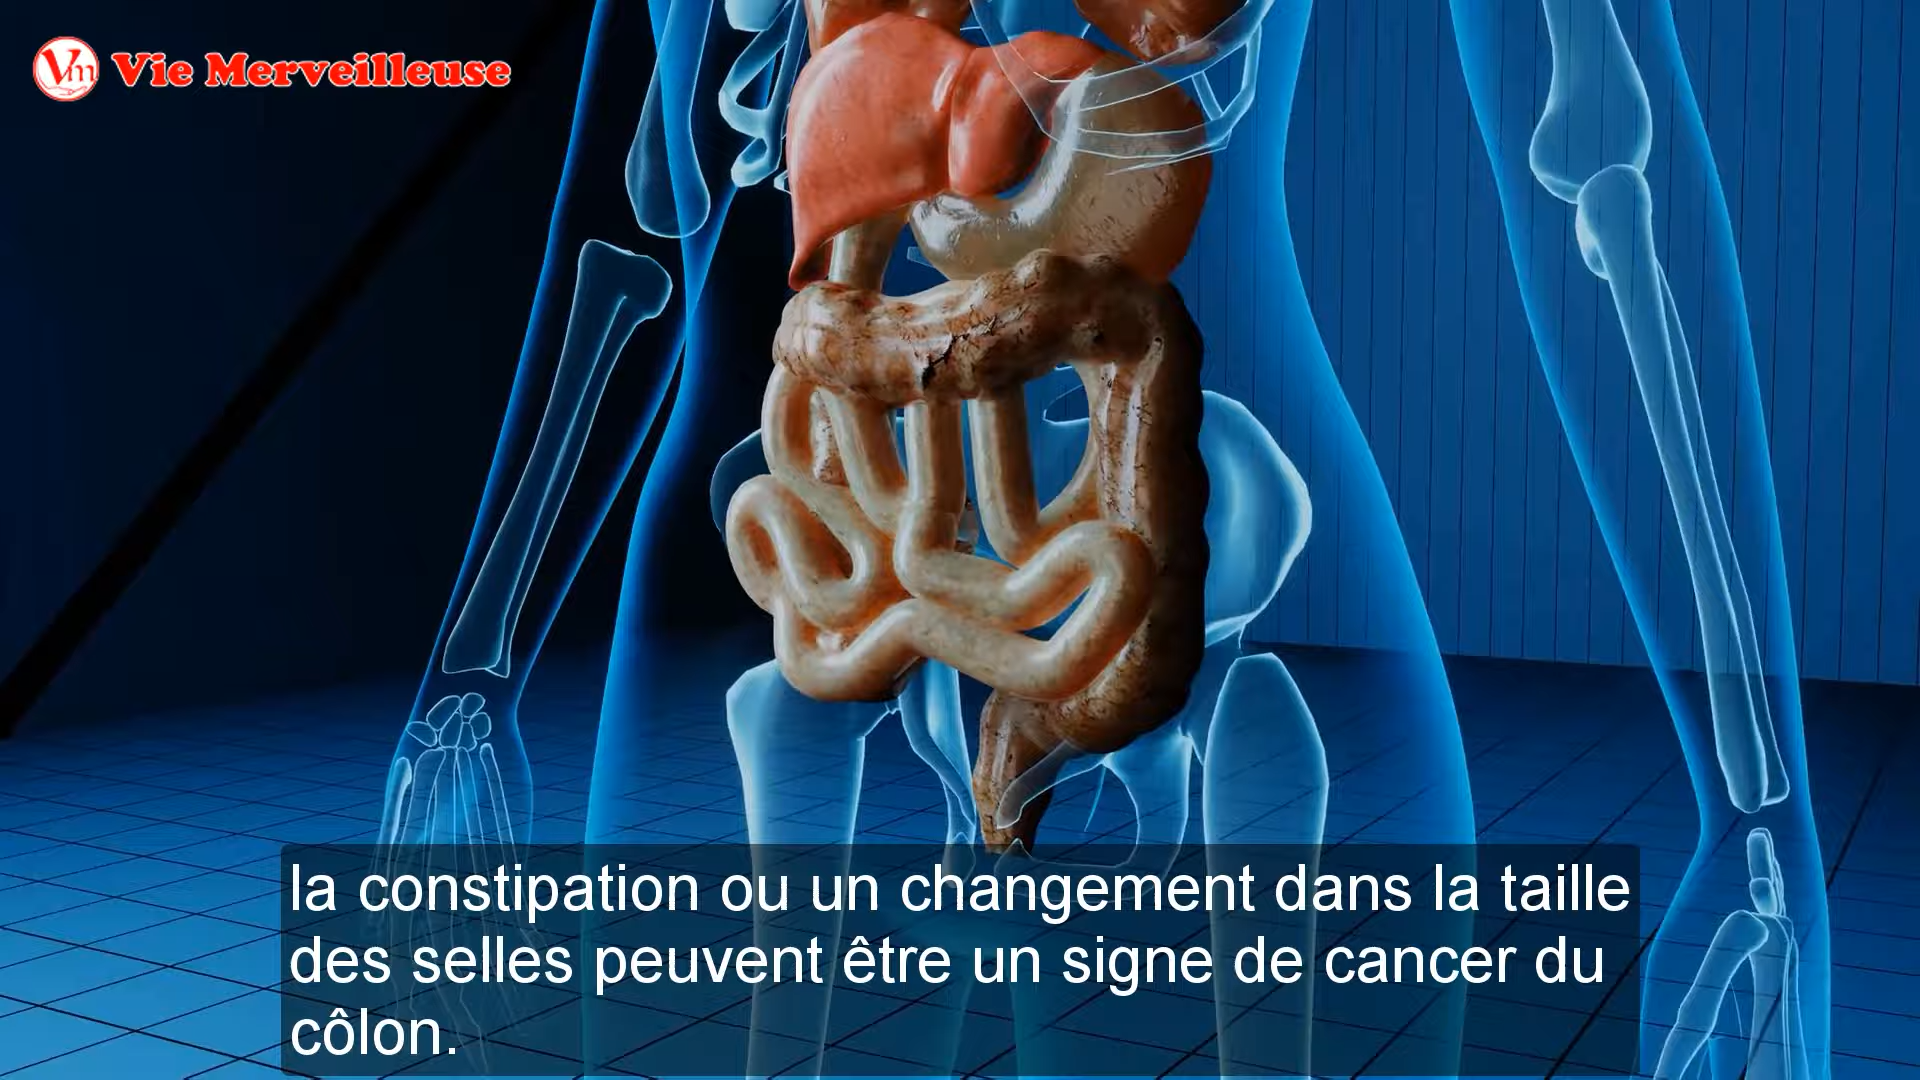 Vm Vie Merveilleuse
la constipation ou un changement dans la taille
des selles peuvent être un signe de cancer du
côlon.